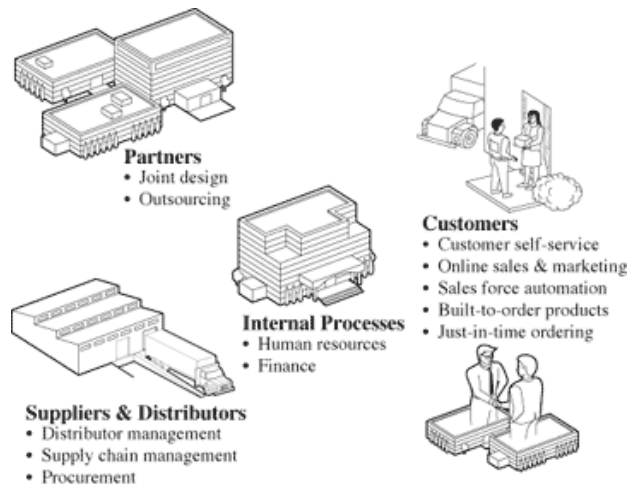 Partners
• Joint design
• Outsourcing
Customers
• Customer self-service
• Online sales & marketing
• Sales force automation
• Built-to-order products
• Just-in-time ordering
Internal Processes
• Human resources
• Finance
Suppliers & Distributors
• Distributor management
• Supply chain management
• Procurement